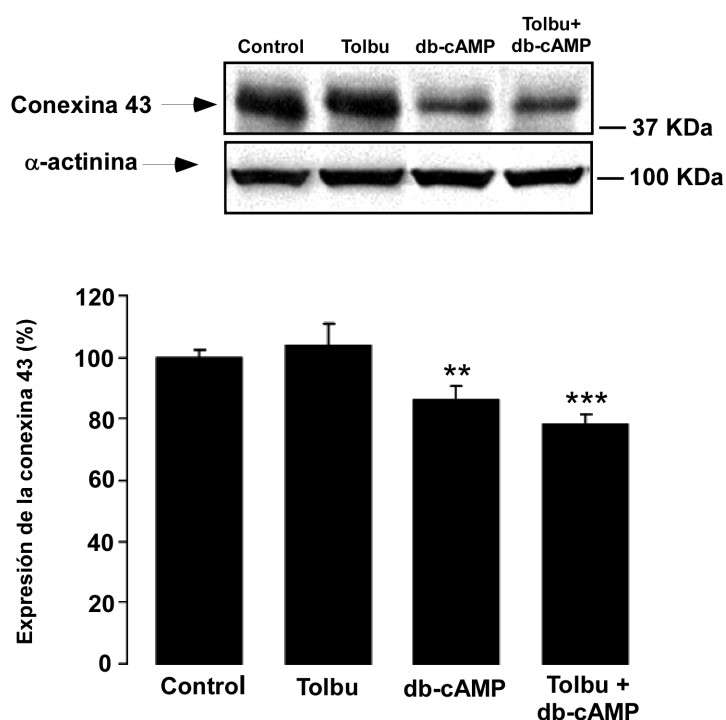 Control Tolbu db-cAMP Tolbu+
db-cAMP
Conexina 43
37 KDa
α-actinina
100 KDa
Expresión de la conexina 43 (%)
120
100
80
60
40
20
0
**
***
Control Tolbu db-cAMP Tolbu +
db-cAMP